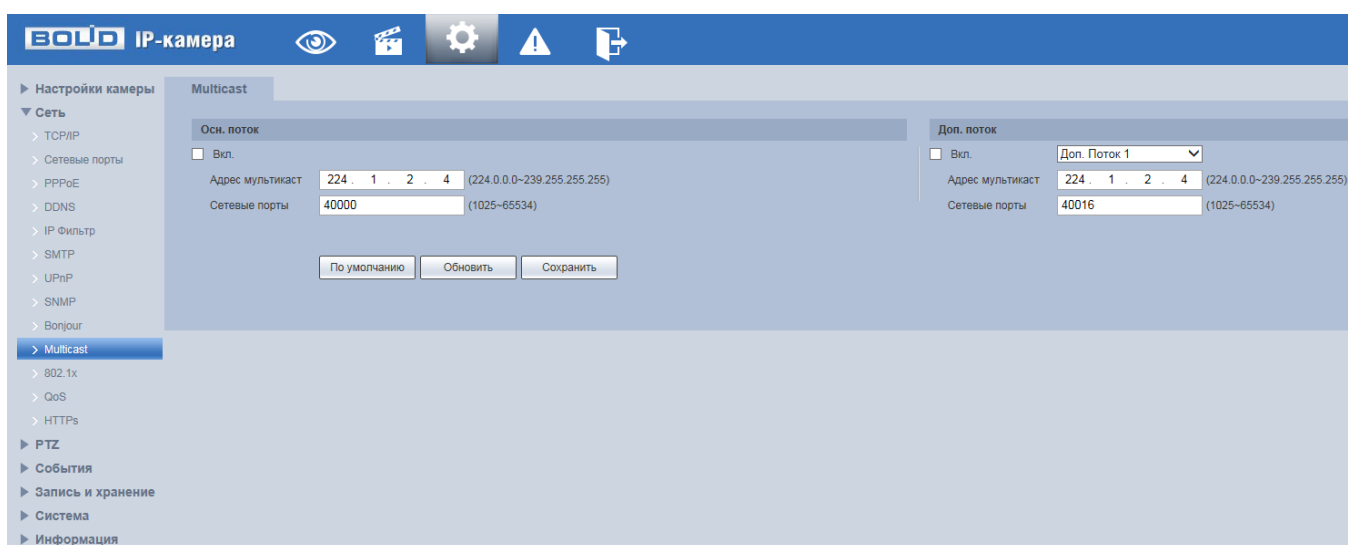 BOLID IP-камера
Настройки камеры
Сеть
TCP/IP
Сетевые порты
PPPoE
DDNS
IP Фильтр
SMTP
UPnP
SNMP
Bonjour
Multicast
802.1x
QoS
HTTPs
PTZ
События
Запись и хранение
Система
Информация
Multicast
Осн. поток
Вкл.
Адрес мультикаст 224 . 1 . 2 . 4 (224.0.0.0~239.255.255.255)
Сетевые порты 40000 (1025~65534)
По умолчанию Обновить Сохранить
Доп. поток
Вкл. Доп. Поток 1
Адрес мультикаст 224 . 1 . 2 . 4 (224.0.0.0~239.255.255.255)
Сетевые порты 40016 (1025~65534)